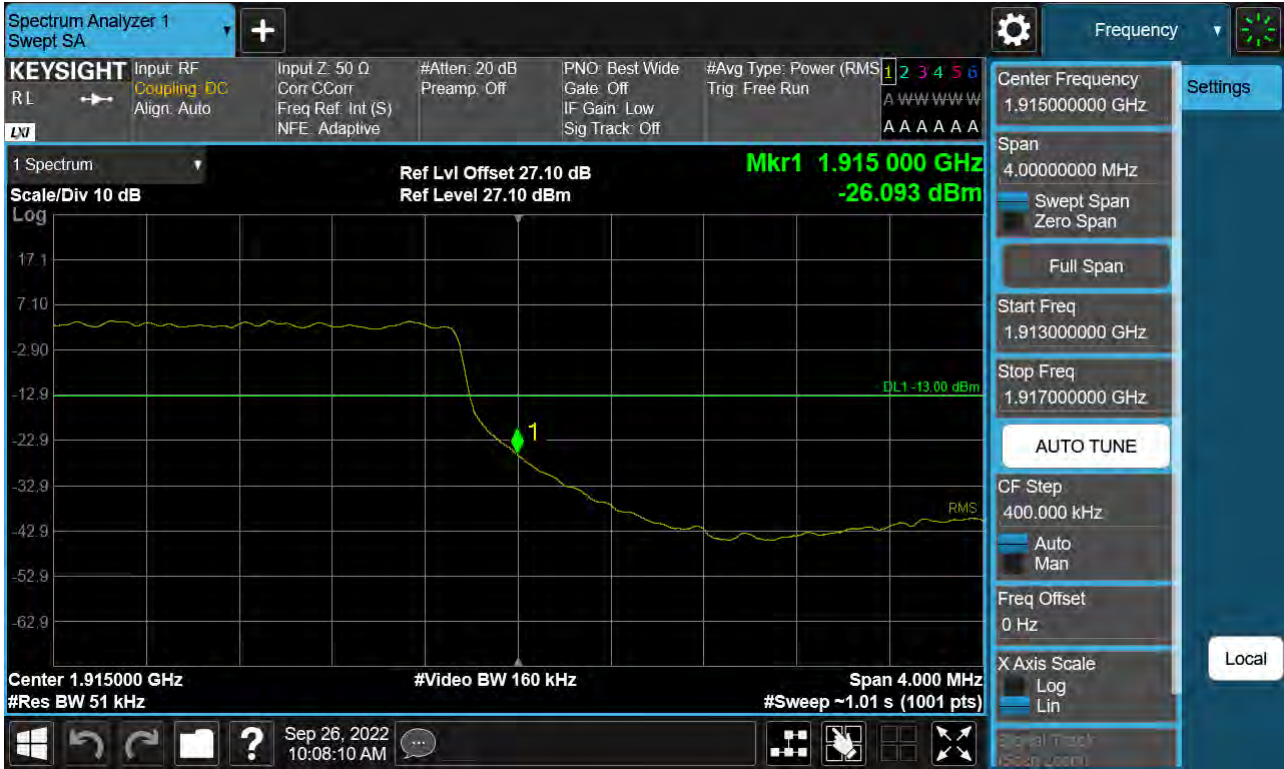 Spectrum Analyzer 1
Swept SA
Frequency
KEYSIGHT
R L
LXI
Input: RF
Coupling: DC
Align: Auto
Input Z: 50 Ω
Corr CCorr
Freq Ref: Int (S)
NFE: Adaptive
#Atten: 20 dB
Preamp: Off
PNO: Best Wide
Gate: Off
IF Gain: Low
Sig Track: Off
#Avg Type: Power (RMS
Trig: Free Run
1 2 3 4 5 6
A W W W W W
A A A A A A
1 Spectrum
Scale/Div 10 dB
Ref Lvl Offset 27.10 dB
Ref Level 27.10 dBm
Mkr1 1.915 000 GHz
-26.093 dBm
Log
17.1
7.10
-2.90
-12.9
-22.9
-32.9
-42.9
-52.9
-62.9
DL1 -13.00 dBm
1
RMS
Center 1.915000 GHz
#Res BW 51 kHz
#Video BW 160 kHz
Span 4.000 MHz
#Sweep ~1.01 s (1001 pts)
Center Frequency
1.915000000 GHz
Settings
Span
4.00000000 MHz
Swept Span
Zero Span
Full Span
Start Freq
1.913000000 GHz
Stop Freq
1.917000000 GHz
AUTO TUNE
CF Step
400.000 kHz
Auto
Man
Freq Offset
0 Hz
X Axis Scale
Log
Lin
Signal Track
(Span Zoom)
Local
Sep 26, 2022
10:08:10 AM